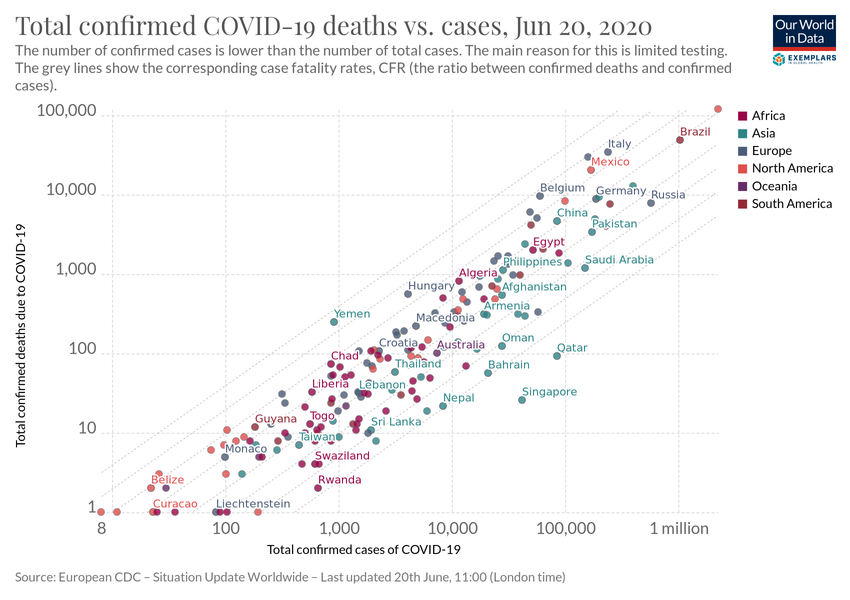 Total confirmed COVID-19 deaths vs. cases, Jun 20, 2020
The number of confirmed cases is lower than the number of total cases. The main reason for this is limited testing.
The grey lines show the corresponding case fatality rates, CFR (the ratio between confirmed deaths and confirmed
cases).
Our World
in Data
EXEMPLARS
IN GLOBAL HEALTH
Total confirmed deaths due to COVID-19
100,000
10,000
1,000
100
10
1
Brazil
Italy
Mexico
Belgium
Germany
Russia
China
Pakistan
Egypt
Philippines
Saudi Arabia
Algeria
Hungary
Afghanistan
Armenia
Yemen
Macedonia
Croatia
Oman
Australia
Qatar
Chad
Thailand
Bahrain
Liberia
Lebanon
Singapore
Nepal
Guyana
Togo
Sri Lanka
Taiwan
Monaco
Swaziland
Belize
Rwanda
Curacao
Liechtenstein
8
100
1,000
10,000
100,000
1 million
Total confirmed cases of COVID-19
Africa
Asia
Europe
North America
Oceania
South America
Source: European CDC – Situation Update Worldwide – Last updated 20th June, 11:00 (London time)